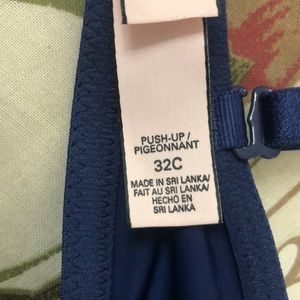 PUSH-UP /
PIGEONNANT
32C
MADE IN SRI LANKA/
FAIT AU SRI LANKA/
HECHO EN
SRI LANKA